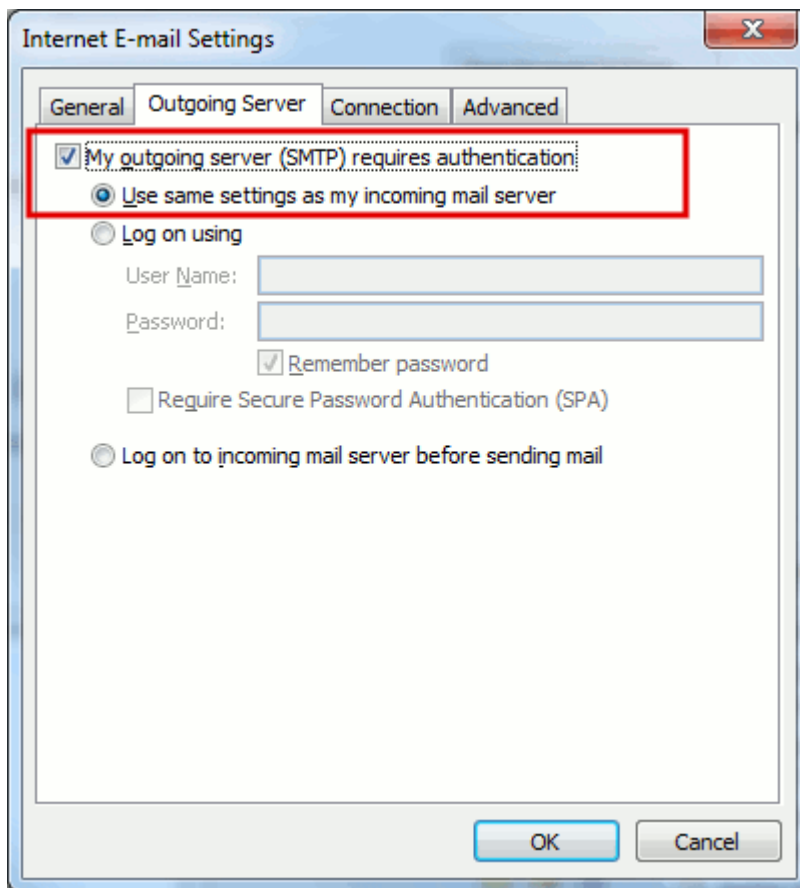 Internet E-mail Settings
General Outgoing Server Connection Advanced
My outgoing server (SMTP) requires authentication
Use same settings as my incoming mail server
Log on using
User Name:
Password:
Remember password
Require Secure Password Authentication (SPA)
Log on to incoming mail server before sending mail
OK Cancel